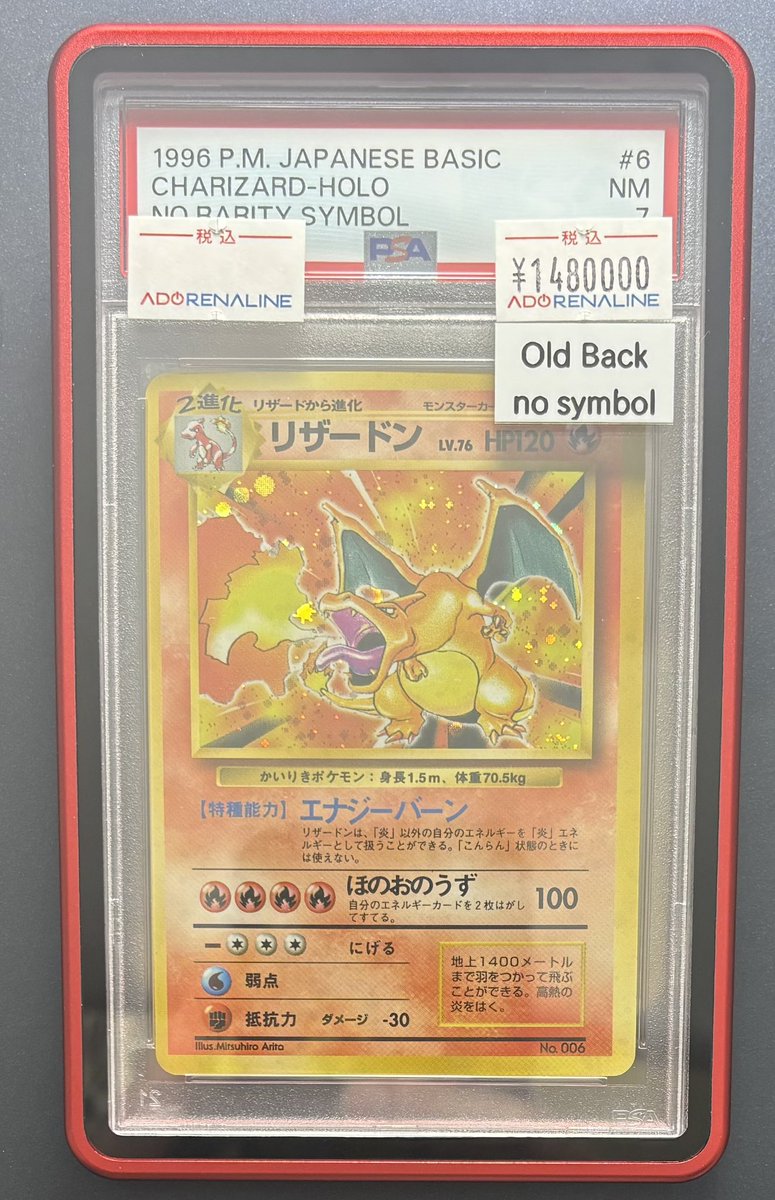 1996 P.M. JAPANESE BASIC #6
CHARIZARD-HOLO NM
NO RARITY SYMBOL 7
PSA
税込
ADORENALINE
税込
¥1480000
ADORENALINE
Old Back
no symbol
2進化 リザードから進化 モンスターカー
リザードン LV.76 HP120
かいりきポケモン：身長1.5m、体重70.5kg
【特種能力】エナジーバーン
リザードンは、「炎」以外の自分のエネルギーを「炎」エネ
ルギーとして扱うことができる。「こんらん」状態のときに
は使えない。
ほのおのうず 100
自分のエネルギーカードを2枚はがし
てすてる。
にげる
弱点
抵抗力 ダメージ -30
地上1400メートル
まで羽をつかって飛ぶ
ことができる。高熱の
炎をはく。
Illus.Mitsuhiro Arita No. 006
21
PSA